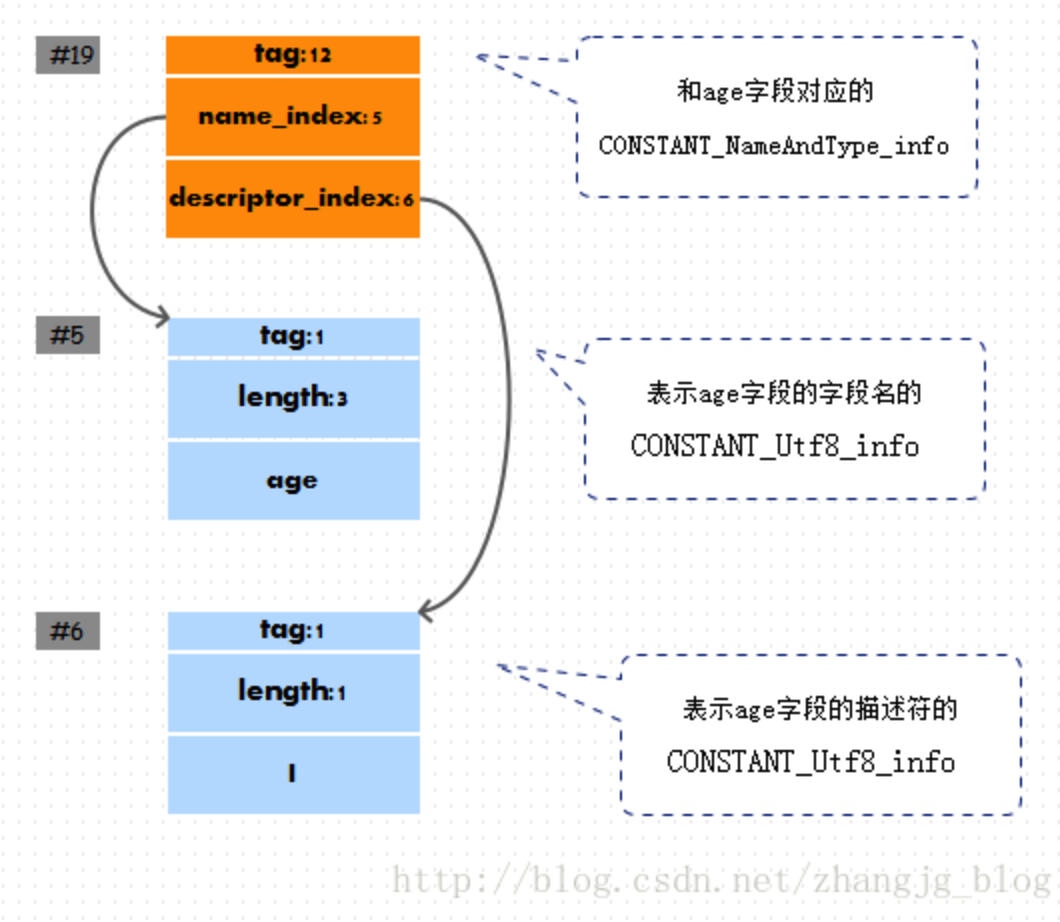 #19
tag:12
name_index:5
descriptor_index:6
和age字段对应的
CONSTANT_NameAndType_info
#5
tag:1
length:3
age
表示age字段的字段名的
CONSTANT_Utf8_info
#6
tag:1
length:1
I
表示age字段的描述符的
CONSTANT_Utf8_info
http://blog.csdn.net/zhangjg_blog